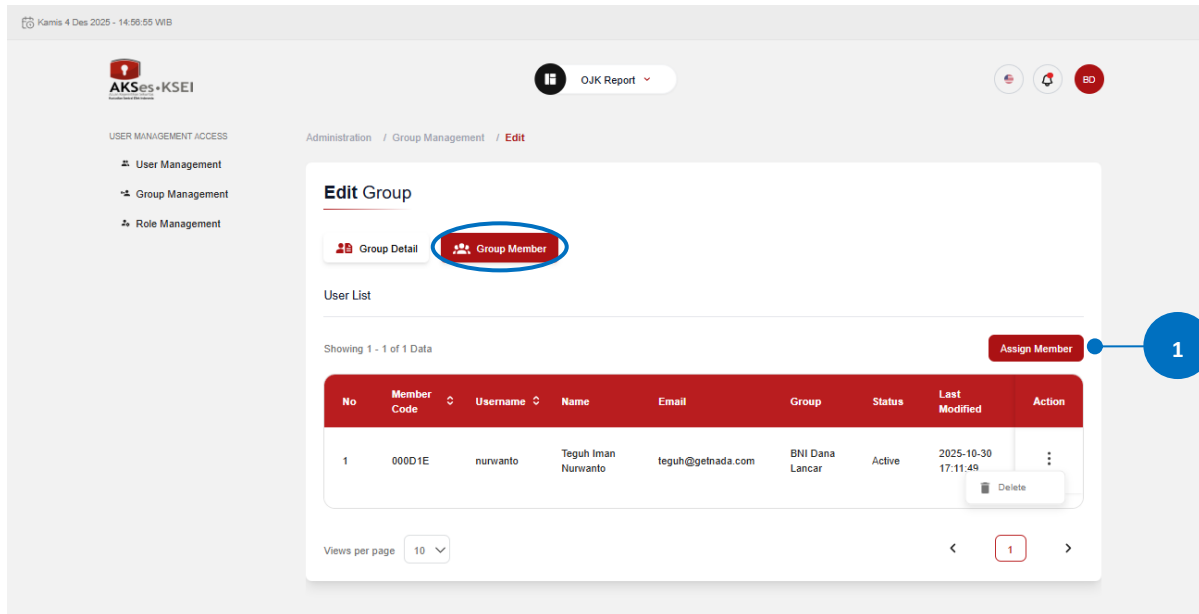 Kamis 4 Des 2025 - 14:56:55 WIB
AKSes•KSEI
OJK Report
BD
USER MANAGEMENT ACCESS
User Management
Group Management
Role Management
Administration / Group Management / Edit
Edit Group
Group Detail
Group Member
User List
Showing 1 - 1 of 1 Data
Assign Member
1
No
Member Code
Username
Name
Email
Group
Status
Last Modified
Action
1
000D1E
nurwanto
Teguh Iman Nurwanto
teguh@getnada.com
BNI Dana Lancar
Active
2025-10-30 17:11:49
Delete
Views per page 10
1